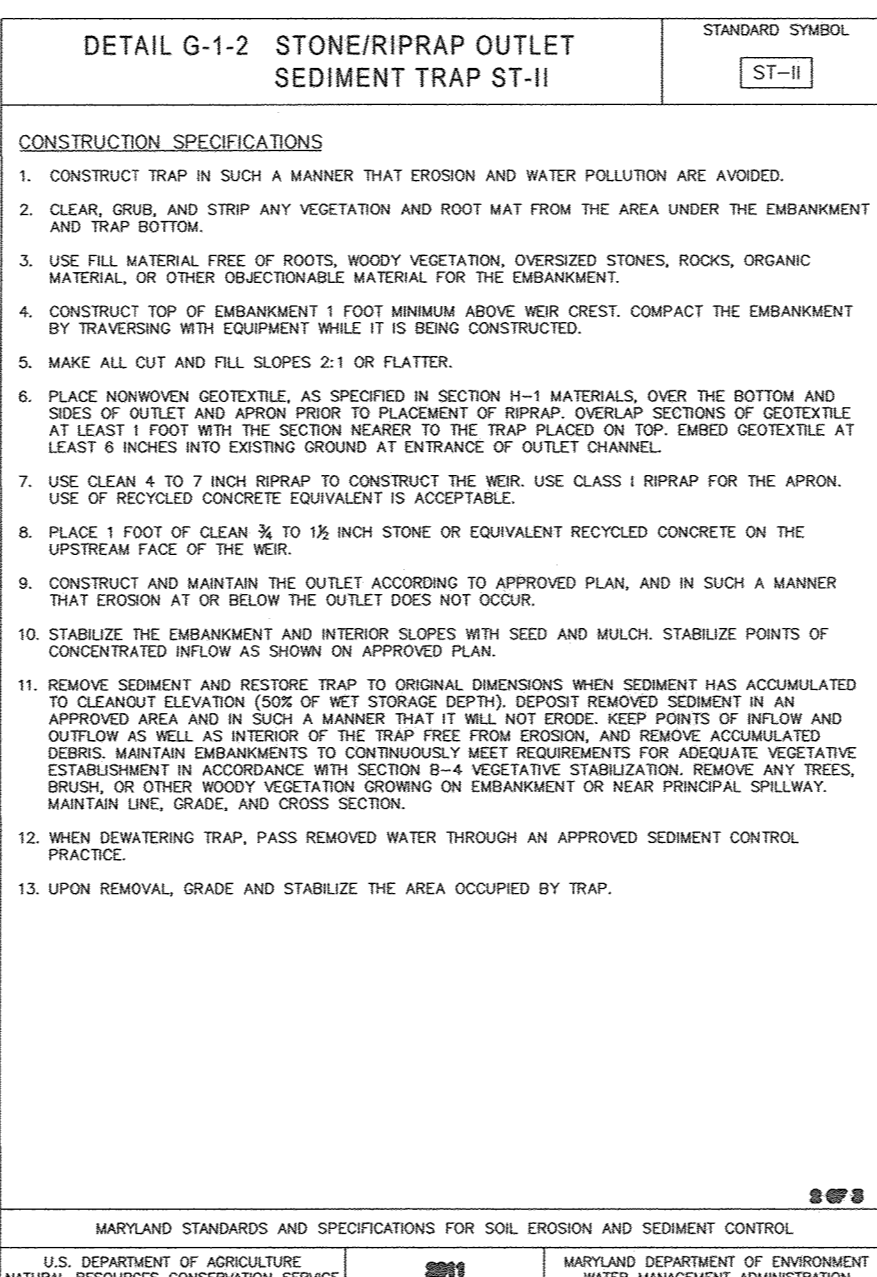 DETAIL G-1-2 STONE/RIPRAP OUTLET
SEDIMENT TRAP ST-II
STANDARD SYMBOL
ST-II
CONSTRUCTION SPECIFICATIONS
1. CONSTRUCT TRAP IN SUCH A MANNER THAT EROSION AND WATER POLLUTION ARE AVOIDED.
2. CLEAR, GRUB, AND STRIP ANY VEGETATION AND ROOT MAT FROM THE AREA UNDER THE EMBANKMENT
AND TRAP BOTTOM.
3. USE FILL MATERIAL FREE OF ROOTS, WOODY VEGETATION, OVERSIZED STONES, ROCKS, ORGANIC
MATERIAL, OR OTHER OBJECTIONABLE MATERIAL FOR THE EMBANKMENT.
4. CONSTRUCT TOP OF EMBANKMENT 1 FOOT MINIMUM ABOVE WEIR CREST. COMPACT THE EMBANKMENT
BY TRAVERSING WITH EQUIPMENT WHILE IT IS BEING CONSTRUCTED.
5. MAKE ALL CUT AND FILL SLOPES 2:1 OR FLATTER.
6. PLACE NONWOVEN GEOTEXTILE, AS SPECIFIED IN SECTION H-1 MATERIALS, OVER THE BOTTOM AND
SIDES OF OUTLET AND APRON PRIOR TO PLACEMENT OF RIPRAP. OVERLAP SECTIONS OF GEOTEXTILE
AT LEAST 1 FOOT WITH THE SECTION NEARER TO THE TRAP PLACED ON TOP. EMBED GEOTEXTILE AT
LEAST 6 INCHES INTO EXISTING GROUND AT ENTRANCE OF OUTLET CHANNEL.
7. USE CLEAN 4 TO 7 INCH RIPRAP TO CONSTRUCT THE WEIR. USE CLASS I RIPRAP FOR THE APRON.
USE OF RECYCLED CONCRETE EQUIVALENT IS ACCEPTABLE.
8. PLACE 1 FOOT OF CLEAN ¾ TO 1½ INCH STONE OR EQUIVALENT RECYCLED CONCRETE ON THE
UPSTREAM FACE OF THE WEIR.
9. CONSTRUCT AND MAINTAIN THE OUTLET ACCORDING TO APPROVED PLAN, AND IN SUCH A MANNER
THAT EROSION AT OR BELOW THE OUTLET DOES NOT OCCUR.
10. STABILIZE THE EMBANKMENT AND INTERIOR SLOPES WITH SEED AND MULCH. STABILIZE POINTS OF
CONCENTRATED INFLOW AS SHOWN ON APPROVED PLAN.
11. REMOVE SEDIMENT AND RESTORE TRAP TO ORIGINAL DIMENSIONS WHEN SEDIMENT HAS ACCUMULATED
TO CLEANOUT ELEVATION (50% OF WET STORAGE DEPTH). DEPOSIT REMOVED SEDIMENT IN AN
APPROVED AREA AND IN SUCH A MANNER THAT IT WILL NOT ERODE. KEEP POINTS OF INFLOW AND
OUTFLOW AS WELL AS INTERIOR OF THE TRAP FREE FROM EROSION, AND REMOVE ACCUMULATED
DEBRIS. MAINTAIN EMBANKMENTS TO CONTINUOUSLY MEET REQUIREMENTS FOR ADEQUATE VEGETATIVE
ESTABLISHMENT IN ACCORDANCE WITH SECTION B-4 VEGETATIVE STABILIZATION. REMOVE ANY TREES,
BRUSH, OR OTHER WOODY VEGETATION GROWING ON EMBANKMENT OR NEAR PRINCIPAL SPILLWAY.
MAINTAIN LINE, GRADE, AND CROSS SECTION.
12. WHEN DEWATERING TRAP, PASS REMOVED WATER THROUGH AN APPROVED SEDIMENT CONTROL
PRACTICE.
13. UPON REMOVAL, GRADE AND STABILIZE THE AREA OCCUPIED BY TRAP.
MARYLAND STANDARDS AND SPECIFICATIONS FOR SOIL EROSION AND SEDIMENT CONTROL
U.S. DEPARTMENT OF AGRICULTURE
NATURAL RESOURCES CONSERVATION SERVICE
2011
MARYLAND DEPARTMENT OF ENVIRONMENT
WATER MANAGEMENT ADMINISTRATION